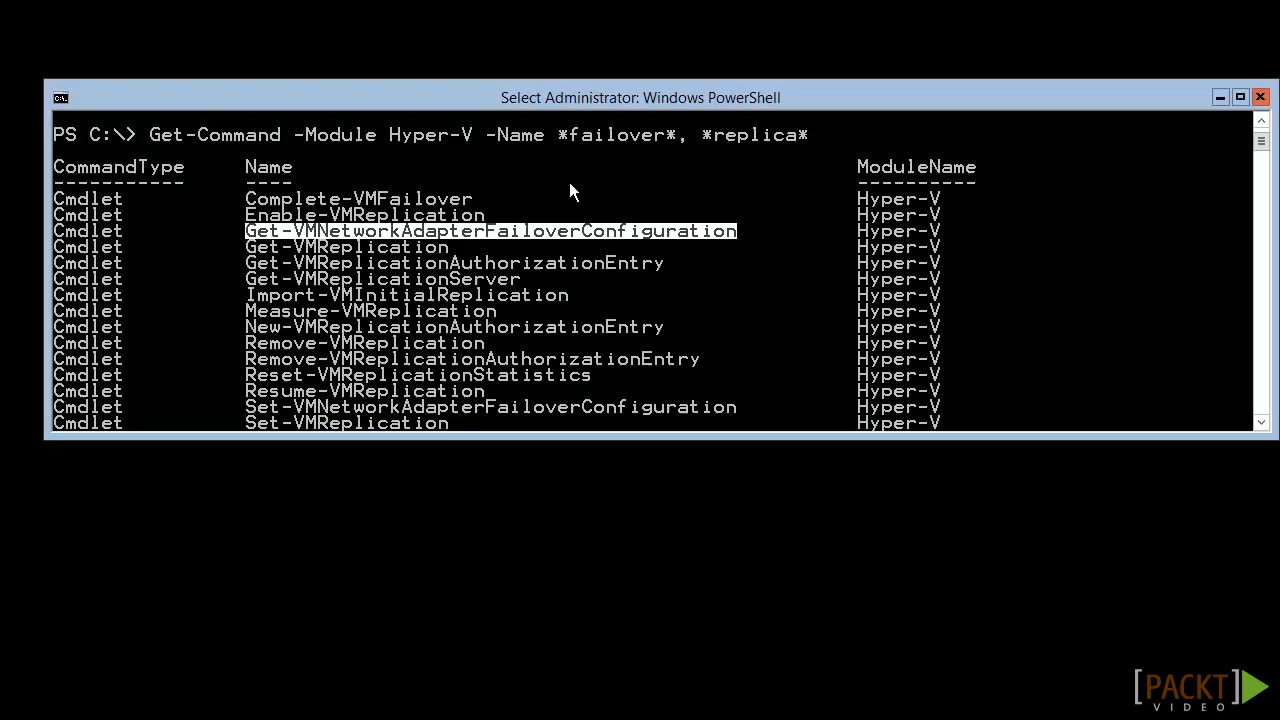 Select Administrator: Windows PowerShell
PS C:\> Get-Command -Module Hyper-V -Name *failover*, *replica*
CommandType Name ModuleName
----------- ---- ----------
Cmdlet Complete-VMFailover Hyper-V
Cmdlet Enable-VMReplication Hyper-V
Cmdlet Get-VMNetworkAdapterFailoverConfiguration Hyper-V
Cmdlet Get-VMReplication Hyper-V
Cmdlet Get-VMReplicationAuthorizationEntry Hyper-V
Cmdlet Get-VMReplicationServer Hyper-V
Cmdlet Import-VMInitialReplication Hyper-V
Cmdlet Measure-VMReplication Hyper-V
Cmdlet New-VMReplicationAuthorizationEntry Hyper-V
Cmdlet Remove-VMReplication Hyper-V
Cmdlet Remove-VMReplicationAuthorizationEntry Hyper-V
Cmdlet Reset-VMReplicationStatistics Hyper-V
Cmdlet Resume-VMReplication Hyper-V
Cmdlet Set-VMNetworkAdapterFailoverConfiguration Hyper-V
Cmdlet Set-VMReplication Hyper-V
[PACKT]
VIDEO